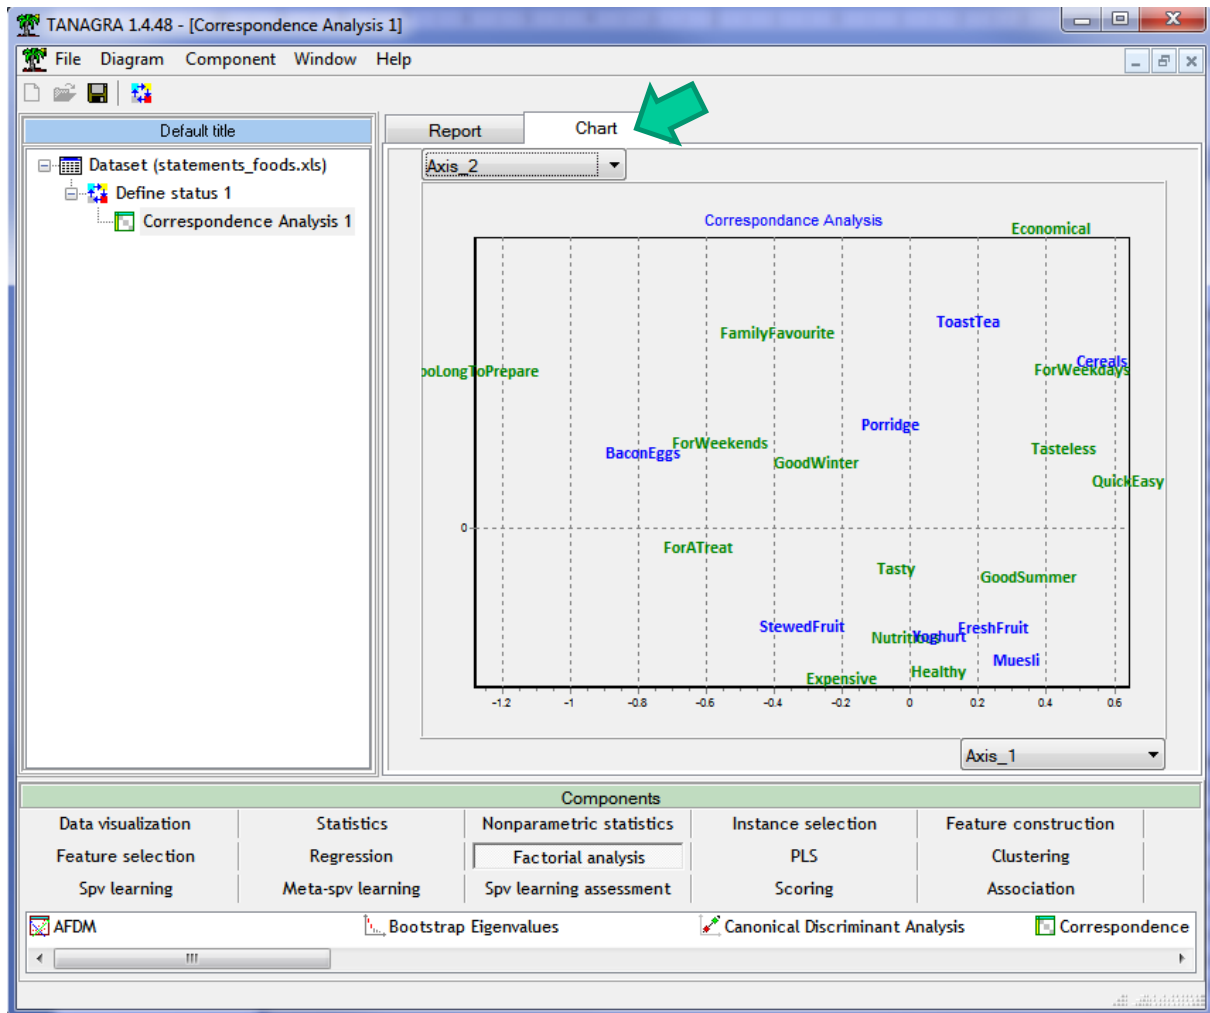 TANAGRA 1.4.48 - [Correspondence Analysis 1]
File Diagram Component Window Help
Default title
Report Chart
Dataset (statements_foods.xls)
Define status 1
Correspondence Analysis 1
Axis_2
Correspondance Analysis
Economical
ToastTea
FamilyFavourite
Cereals
ForWeekdays
ooLongToPrepare
Porridge
ForWeekends
BaconEggs
GoodWinter
Tasteless
QuickEasy
0
ForATreat
Tasty
GoodSummer
StewedFruit
FreshFruit
Nutritious
Yoghurt
Muesli
Healthy
Expensive
-1.2 -1 -0.8 -0.6 -0.4 -0.2 0 0.2 0.4 0.6
Axis_1
Components
Data visualization Statistics Nonparametric statistics Instance selection Feature construction
Feature selection Regression Factorial analysis PLS Clustering
Spv learning Meta-spv learning Spv learning assessment Scoring Association
AFDM Bootstrap Eigenvalues Canonical Discriminant Analysis Correspondence